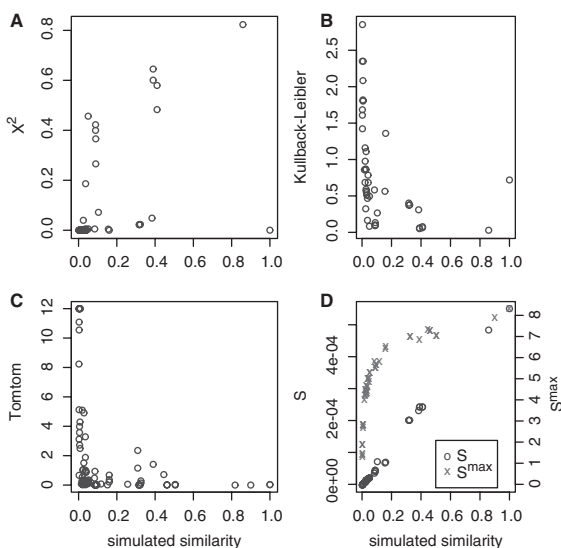 A
B
0.8
0.6
0.4
0.2
0.0
X²
0.0 0.2 0.4 0.6 0.8 1.0
simulated similarity
2.5
2.0
1.5
1.0
0.5
0.0
Kullback-Leibler
0.0 0.2 0.4 0.6 0.8 1.0
simulated similarity
C
D
12
10
8
6
4
2
0
Tomtom
0.0 0.2 0.4 0.6 0.8 1.0
simulated similarity
4e-04
2e-04
0e+00
S
8
7
6
5
4
3
2
1
0
Sᵐᵃˣ
o S
x Sᵐᵃˣ
0.0 0.2 0.4 0.6 0.8 1.0
simulated similarity